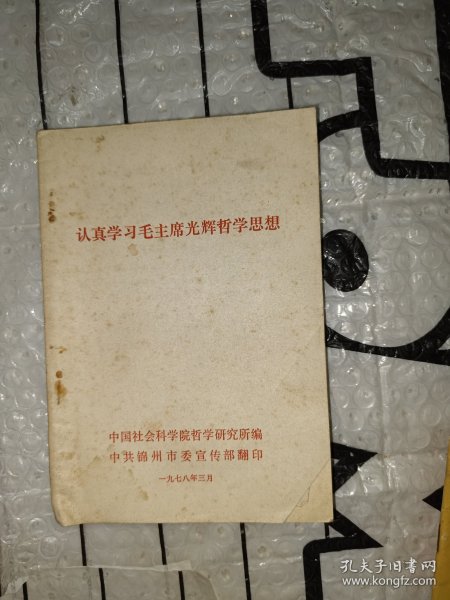 认真学习毛主席光辉哲学思想
中国社会科学院哲学研究所编
中共锦州市委宣传部翻印
一九七八年三月
孔夫子旧书网
www.kongfz.com